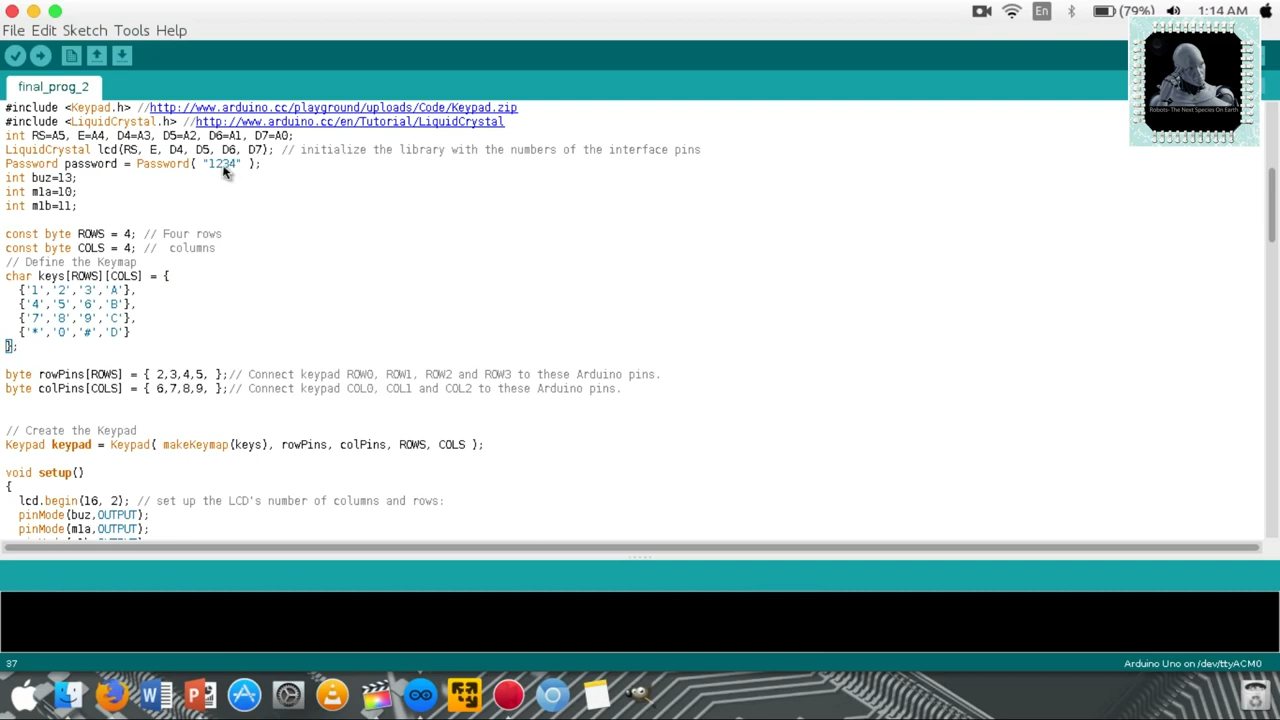 En
(79%)
1:14 AM
File Edit Sketch Tools Help
final_prog_2
#include <Keypad.h> //http://www.arduino.cc/playground/uploads/Code/Keypad.zip
#include <LiquidCrystal.h> //http://www.arduino.cc/en/Tutorial/LiquidCrystal
int RS=A5, E=A4, D4=A3, D5=A2, D6=A1, D7=A0;
LiquidCrystal lcd(RS, E, D4, D5, D6, D7); // initialize the library with the numbers of the interface pins
Password password = Password( "1234" );
int buz=13;
int m1a=10;
int m1b=11;
const byte ROWS = 4; // Four rows
const byte COLS = 4; //  columns
// Define the Keymap
char keys[ROWS][COLS] = {
{'1','2','3','A'},
{'4','5','6','B'},
{'7','8','9','C'},
{'*','0','#','D'}
};
byte rowPins[ROWS] = { 2,3,4,5, };// Connect keypad ROW0, ROW1, ROW2 and ROW3 to these Arduino pins.
byte colPins[COLS] = { 6,7,8,9, };// Connect keypad COL0, COL1 and COL2 to these Arduino pins.
// Create the Keypad
Keypad keypad = Keypad( makeKeymap(keys), rowPins, colPins, ROWS, COLS );
void setup()
{
lcd.begin(16, 2); // set up the LCD's number of columns and rows:
pinMode(buz,OUTPUT);
pinMode(m1a,OUTPUT);
37
Arduino Uno on /dev/ttyACM0
Robots- The Next Species On Earth